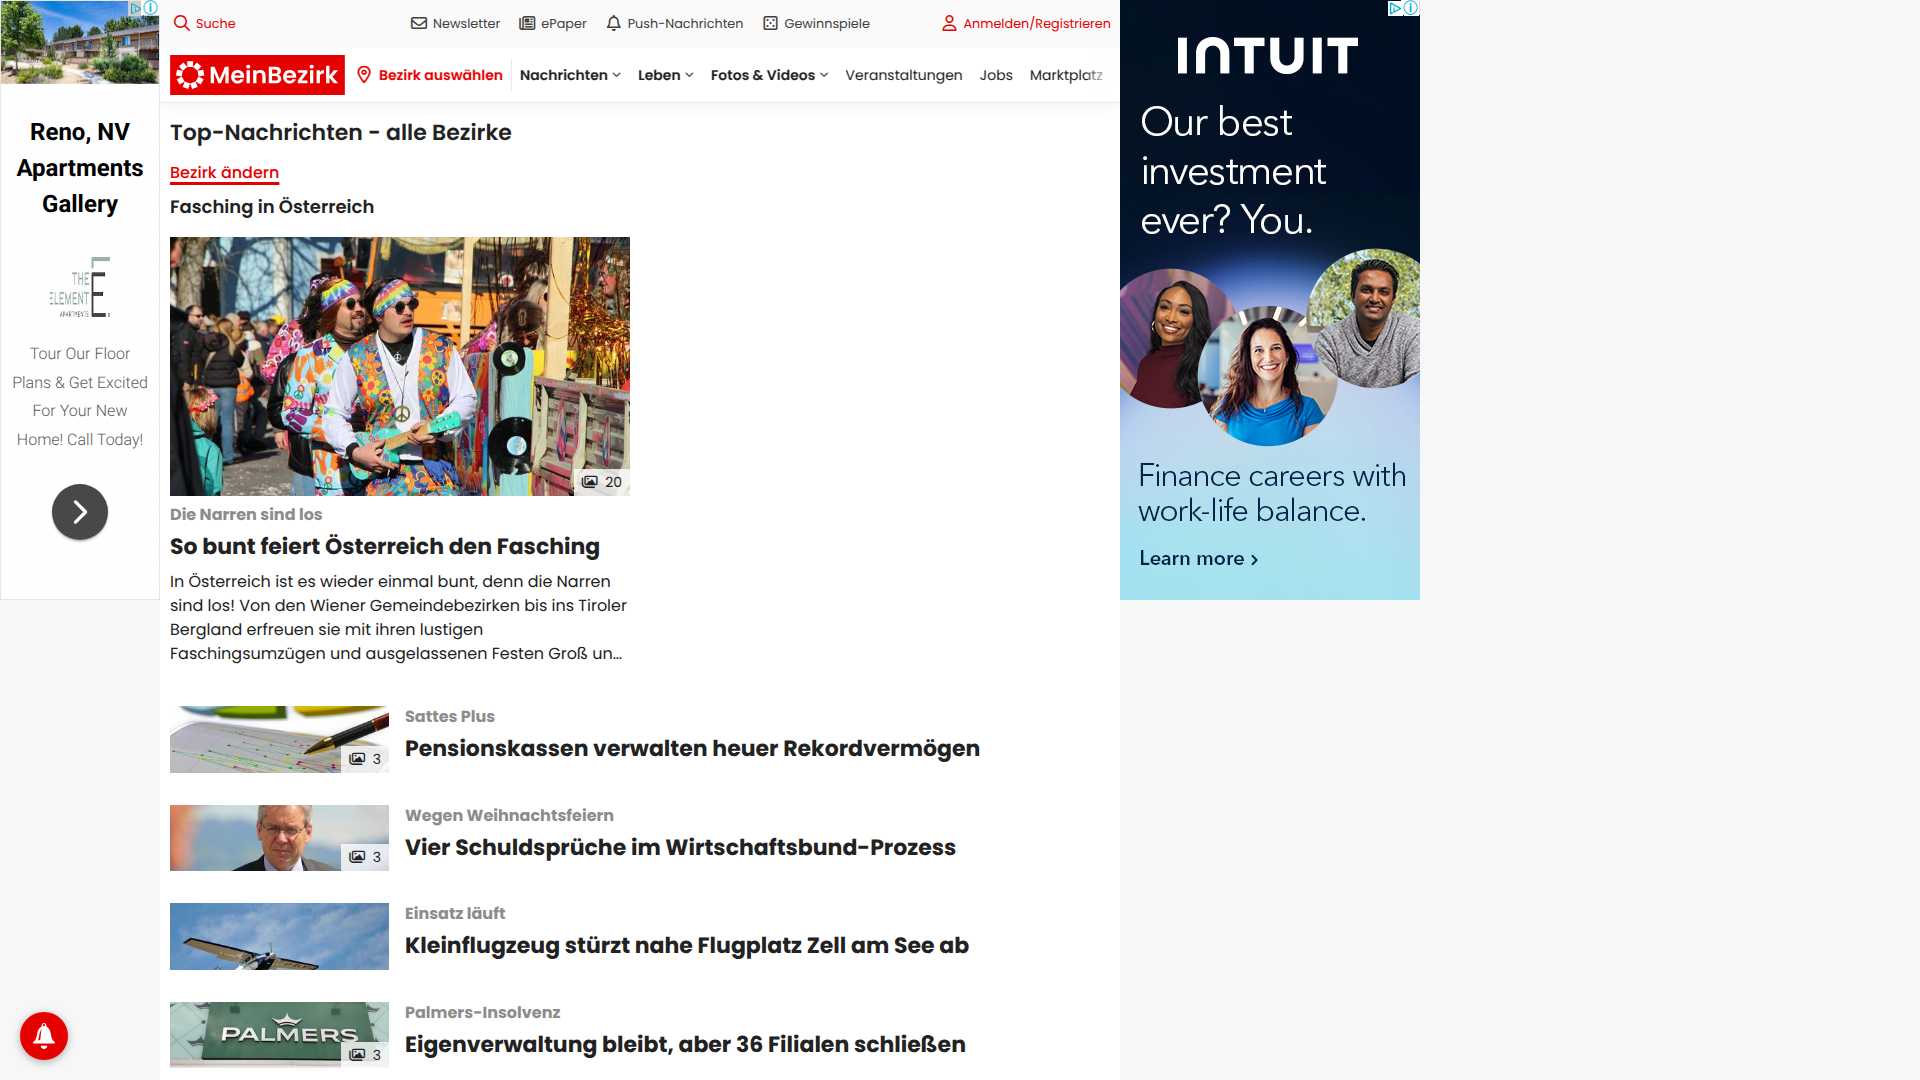 Suche
Newsletter
ePaper
Push-Nachrichten
Gewinnspiele
Anmelden/Registrieren
MeinBezirk
Bezirk auswählen
Nachrichten
Leben
Fotos & Videos
Veranstaltungen
Jobs
Marktplatz
Reno, NV
Apartments
Gallery
THE
ELEMENT
APARTMENTS
Tour Our Floor
Plans & Get Excited
For Your New
Home! Call Today!
Top-Nachrichten - alle Bezirke
Bezirk ändern
Fasching in Österreich
20
Die Narren sind los
So bunt feiert Österreich den Fasching
In Österreich ist es wieder einmal bunt, denn die Narren
sind los! Von den Wiener Gemeindebezirken bis ins Tiroler
Bergland erfreuen sie mit ihren lustigen
Faschingsumzügen und ausgelassenen Festen Groß un...
3
Sattes Plus
Pensionskassen verwalten heuer Rekordvermögen
3
Wegen Weihnachtsfeiern
Vier Schuldsprüche im Wirtschaftsbund-Prozess
Einsatz läuft
Kleinflugzeug stürzt nahe Flugplatz Zell am See ab
PALMERS
3
Palmers-Insolvenz
Eigenverwaltung bleibt, aber 36 Filialen schließen
INTUIT
Our best
investment
ever? You.
Finance careers with
work-life balance.
Learn more >